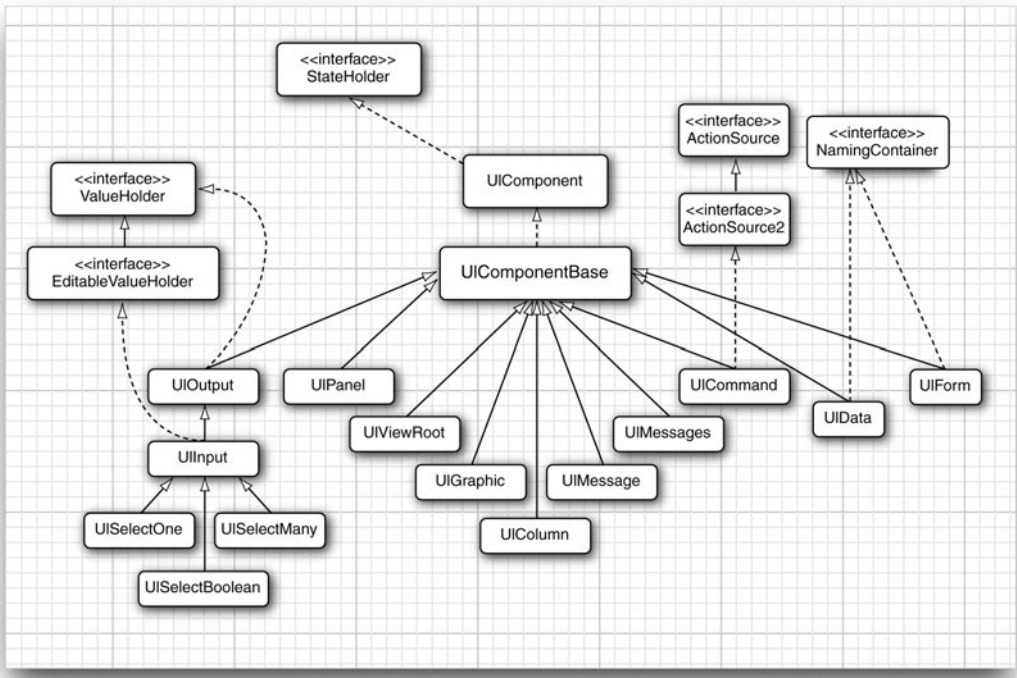 <<interface>>
StateHolder
<<interface>>
ActionSource
<<interface>>
NamingContainer
<<interface>>
ValueHolder
UIComponent
<<interface>>
ActionSource2
<<interface>>
EditableValueHolder
UIComponentBase
UIOutput
UIPanel
UICommand
UIForm
UIViewRoot
UIMessages
UIData
UIInput
UIGraphic
UIMessage
UISelectOne
UISelectMany
UIColumn
UISelectBoolean